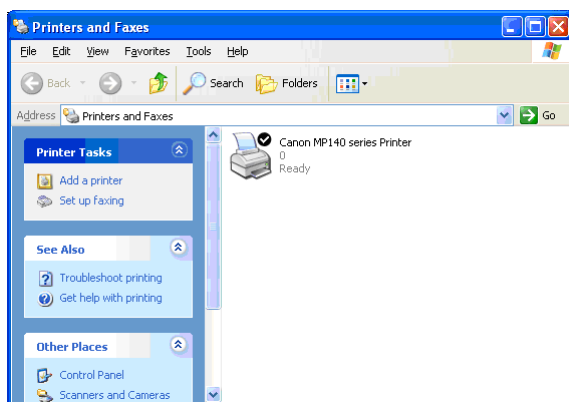 Printers and Faxes
File Edit View Favorites Tools Help
Back Search Folders
Address Printers and Faxes Go
Printer Tasks
Add a printer
Set up faxing
See Also
Troubleshoot printing
Get help with printing
Other Places
Control Panel
Scanners and Cameras
Canon MP140 series Printer
0
Ready